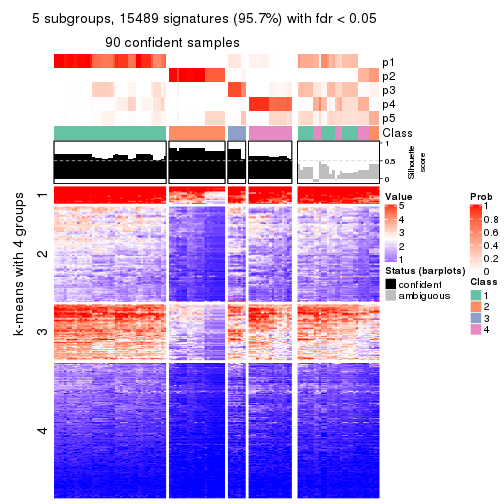 5 subgroups, 15489 signatures (95.7%) with fdr < 0.05
90 confident samples
p1
p2
p3
p4
p5
Class
1
0.5
0
Silhouette
score
k-means with 4 groups
1
2
3
4
Value
5
4
3
2
1
Status (barplots)
confident
ambiguous
Prob
1
0.8
0.6
0.4
0.2
0
Class
1
2
3
4